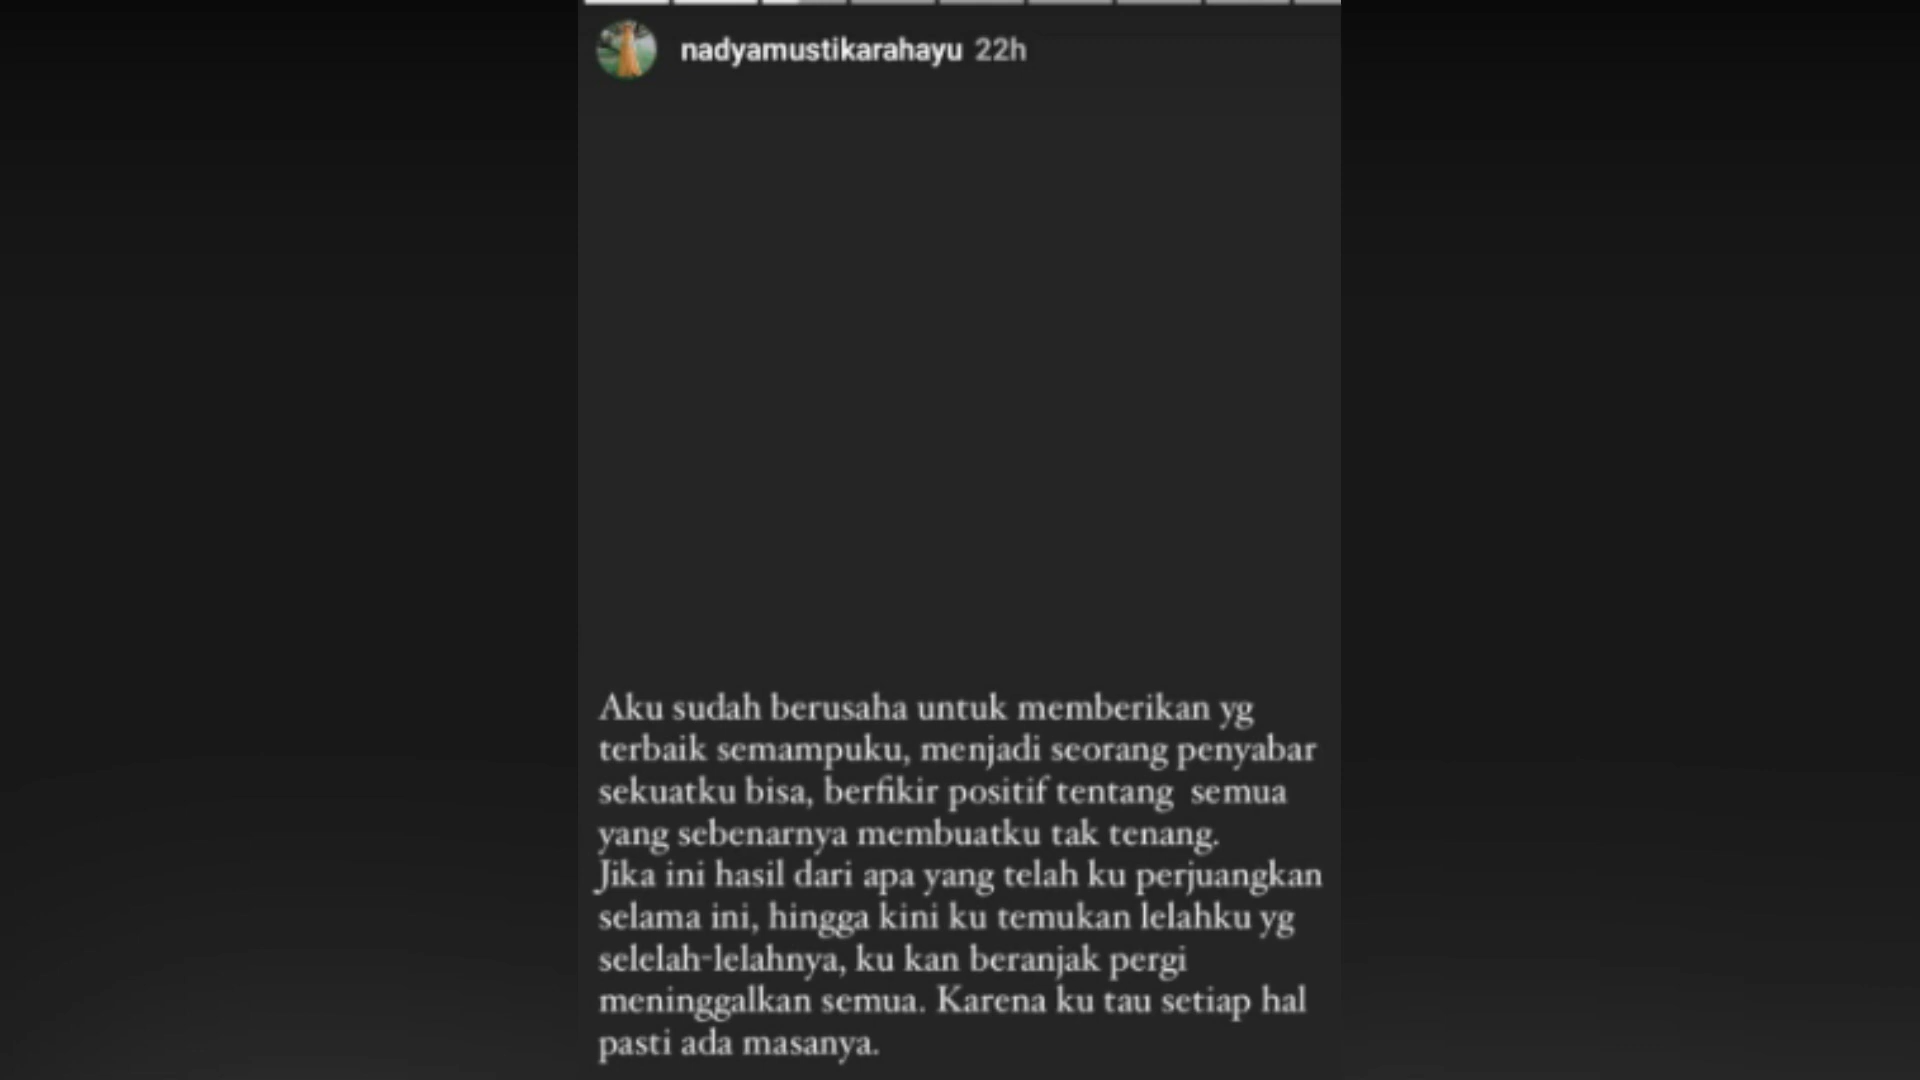 nadyamustikarahayu 22h
Aku sudah berusaha untuk memberikan yg
terbaik semampuku, menjadi seorang penyabar
sekuatku bisa, berfikir positif tentang  semua
yang sebenarnya membuatku tak tenang.
Jika ini hasil dari apa yang telah ku perjuangkan
selama ini, hingga kini ku temukan lelahku yg
selelah-lelahnya, ku kan beranjak pergi
meninggalkan semua. Karena ku tau setiap hal
pasti ada masanya.